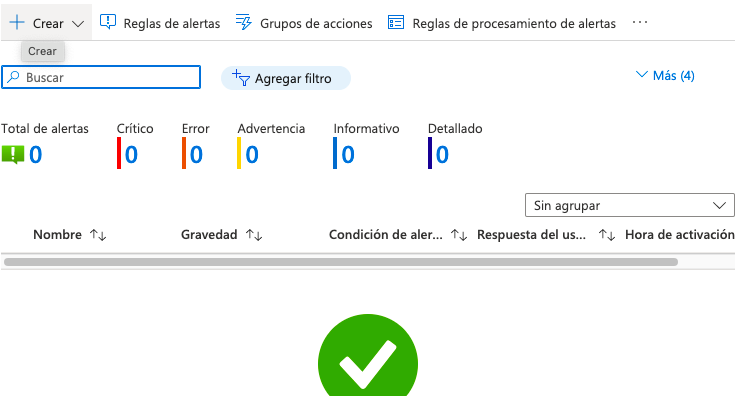 Crear Reglas de alertas Grupos de acciones Reglas de procesamiento de alertas ...
Crear
Buscar Agregar filtro Más (4)
Total de alertas Crítico Error Advertencia Informativo Detallado
0 0 0 0 0 0
Sin agrupar
Nombre Gravedad Condición de aler... Respuesta del us... Hora de activación